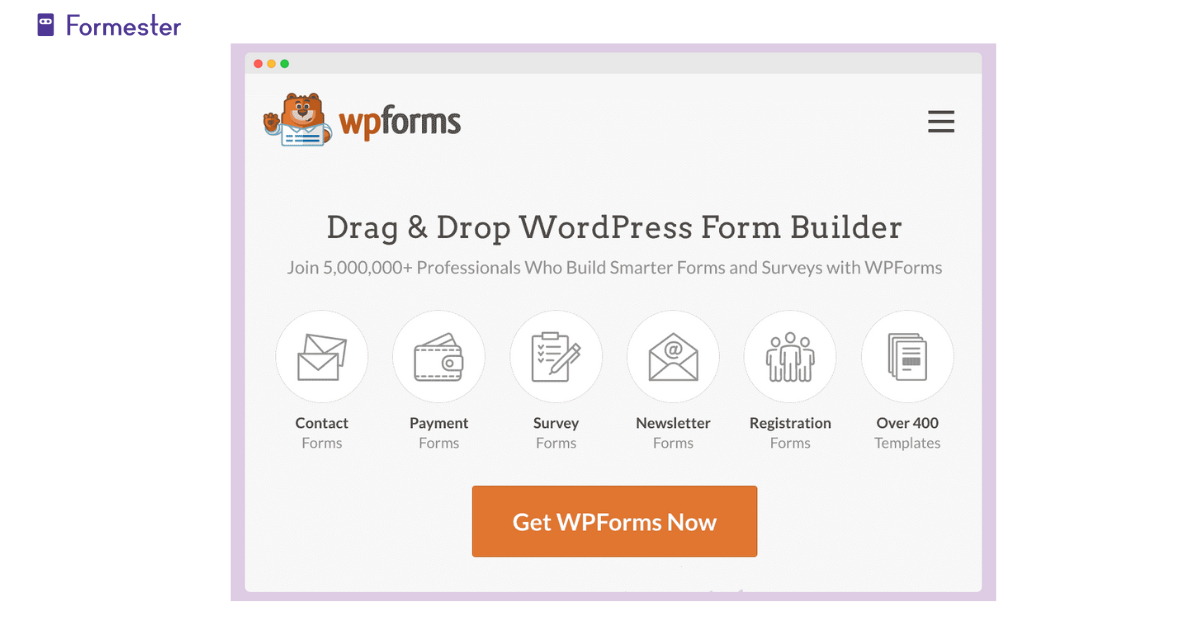 Formester
wpforms
Drag & Drop WordPress Form Builder
Join 5,000,000+ Professionals Who Build Smarter Forms and Surveys with WPForms
@
Contact
Forms
Payment
Forms
Survey
Forms
Newsletter
Forms
Registration
Forms
Over 400
Templates
Get WPForms Now